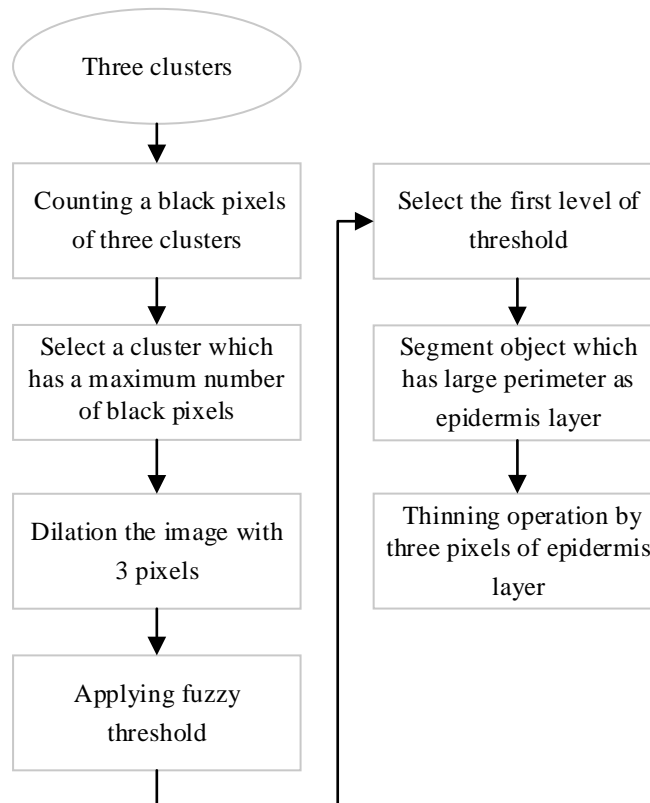 Three clusters
Counting a black pixels
of three clusters
Select a cluster which
has a maximum number
of black pixels
Dilation the image with
3 pixels
Applying fuzzy
threshold
Select the first level of
threshold
Segment object which
has large perimeter as
epidermis layer
Thinning operation by
three pixels of epidermis
layer